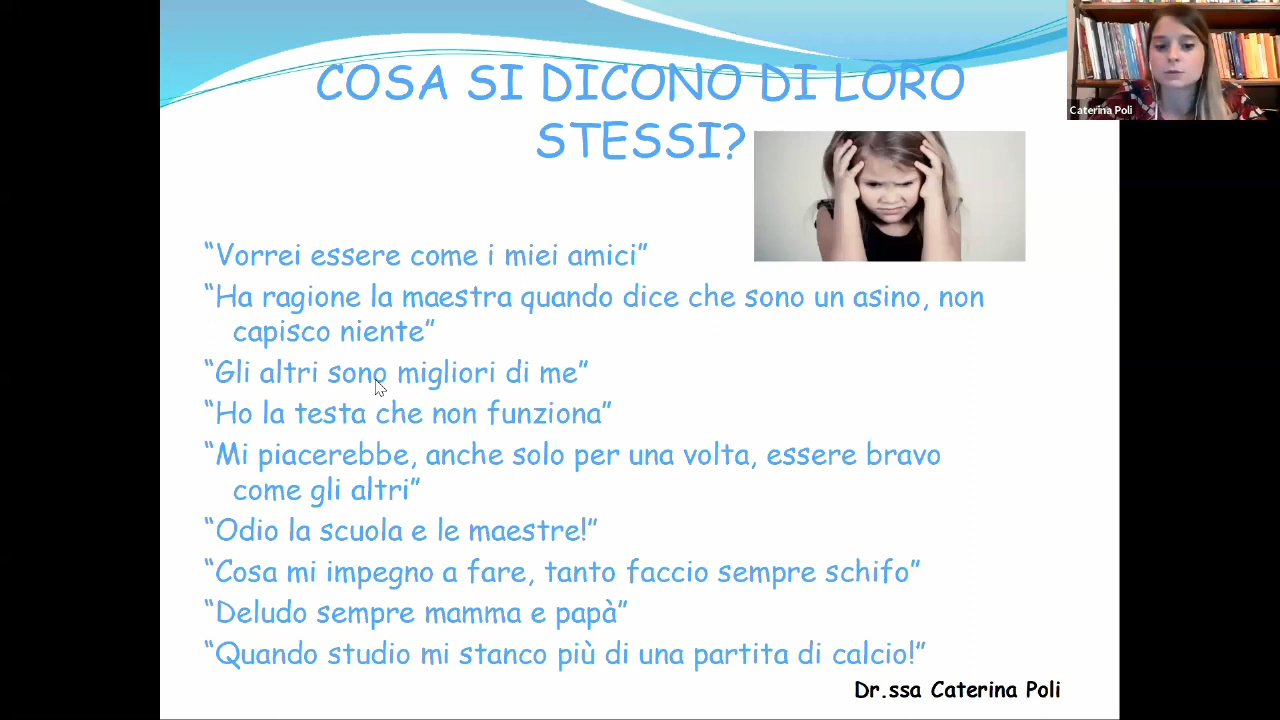 COSA SI DICONO DI LORO
STESSI?
Caterina Poli
“Vorrei essere come i miei amici”
“Ha ragione la maestra quando dice che sono un asino, non
capisco niente”
“Gli altri sono migliori di me”
“Ho la testa che non funziona”
“Mi piacerebbe, anche solo per una volta, essere bravo
come gli altri”
“Odio la scuola e le maestre!”
“Cosa mi impegno a fare, tanto faccio sempre schifo”
“Deludo sempre mamma e papà”
“Quando studio mi stanco più di una partita di calcio!”
Dr.ssa Caterina Poli